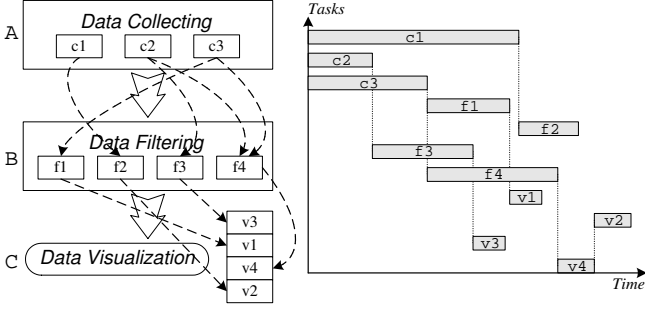 A
Data Collecting
c1 c2 c3
B
Data Filtering
f1 f2 f3 f4
C
Data Visualization
v3
v1
v4
v2
Tasks
c1
c2
c3
f1
f2
f3
f4
v1
v2
v3
v4
Time